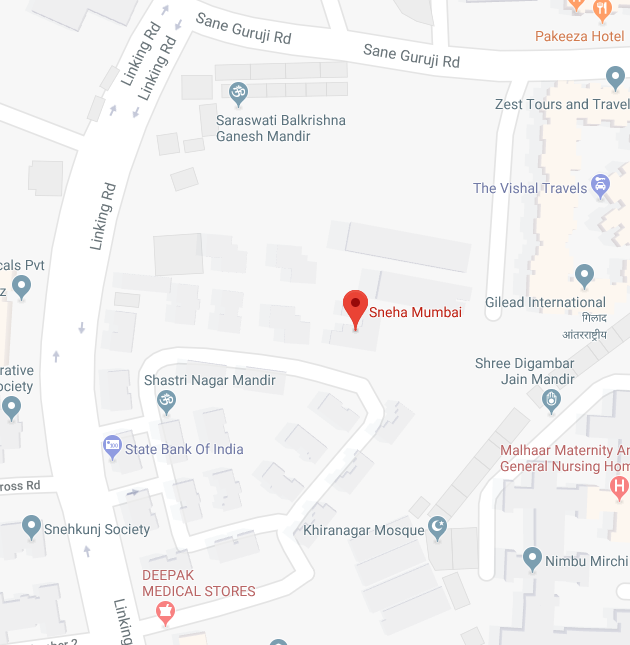 Pakeeza Hotel
Sane Guruji Rd
Sane Guruji Rd
Linking Rd
Linking Rd
Zest Tours and Travel
Saraswati Balkrishna
Ganesh Mandir
The Vishal Travels
Linking Rd
cals Pvt
z
Gilead International
गिलाद
आंतरराष्ट्रीय
Sneha Mumbai
Shree Digambar
Jain Mandir
rative
ociety
Shastri Nagar Mandir
State Bank Of India
Malhaar Maternity An
General Nursing Hom
ross Rd
Snehkunj Society
Khiranagar Mosque
Nimbu Mirchi
DEEPAK
MEDICAL STORES
Linking